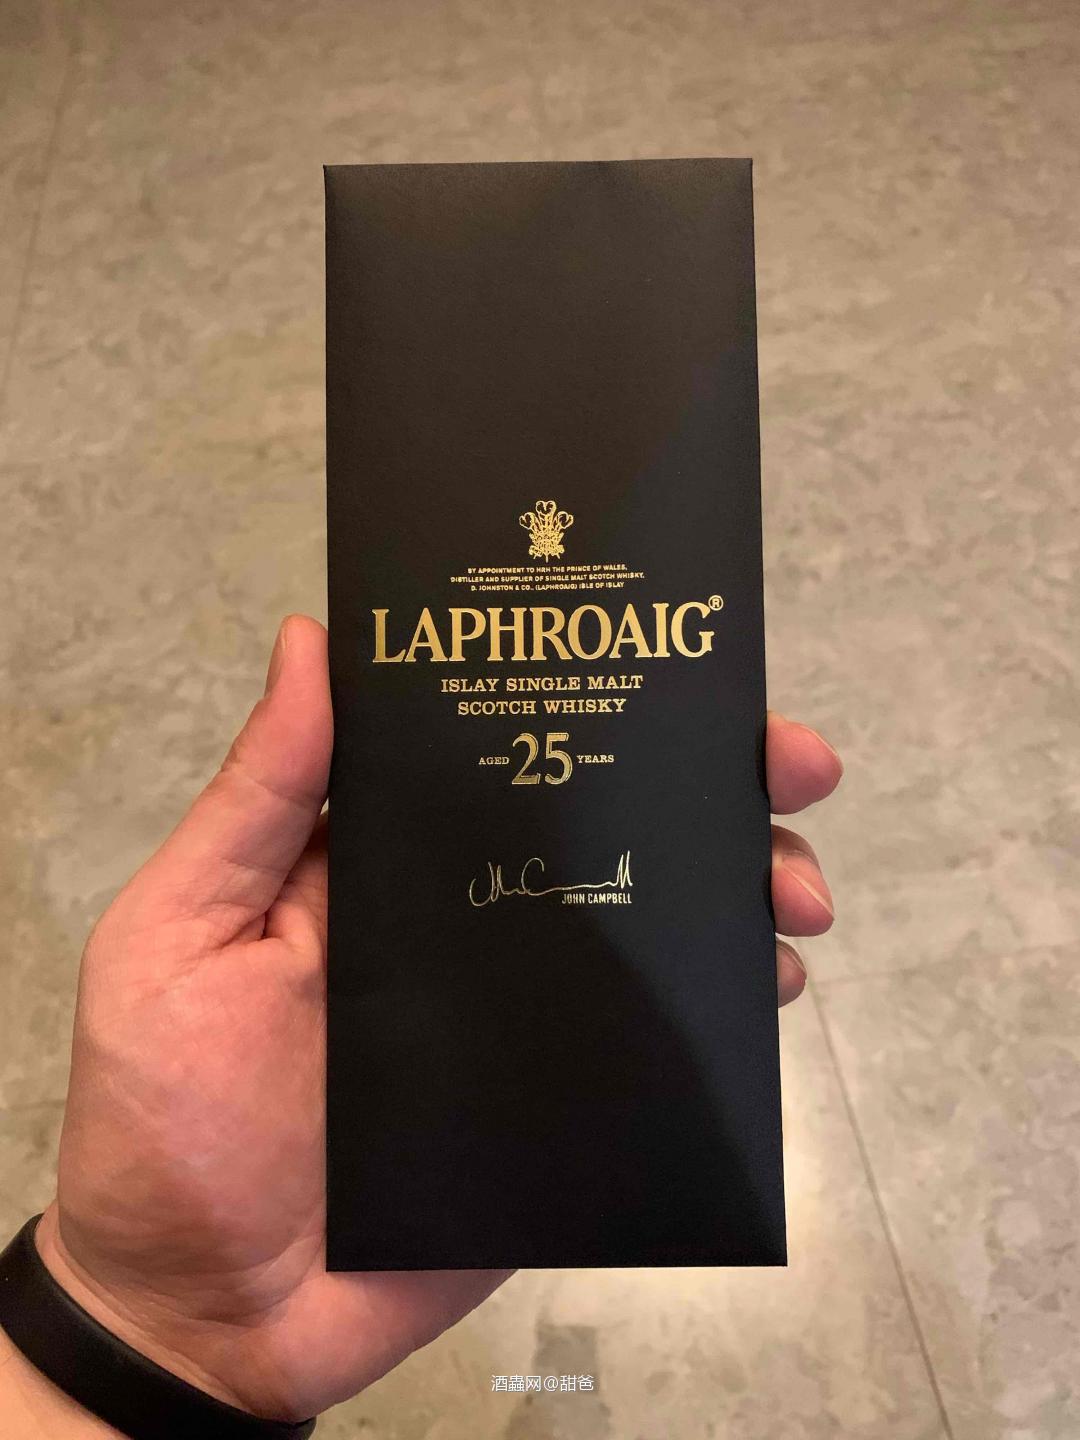 BY APPOINTMENT TO HRH THE PRINCE OF WALES,
DISTILLER AND SUPPLIER OF SINGLE MALT SCOTCH WHISKY,
D. JOHNSTON & CO., (LAPHROAIG) ISLE OF ISLAY
LAPHROAIG®
ISLAY SINGLE MALT
SCOTCH WHISKY
AGED 25 YEARS
JOHN CAMPBELL
酒蟲网@甜爸